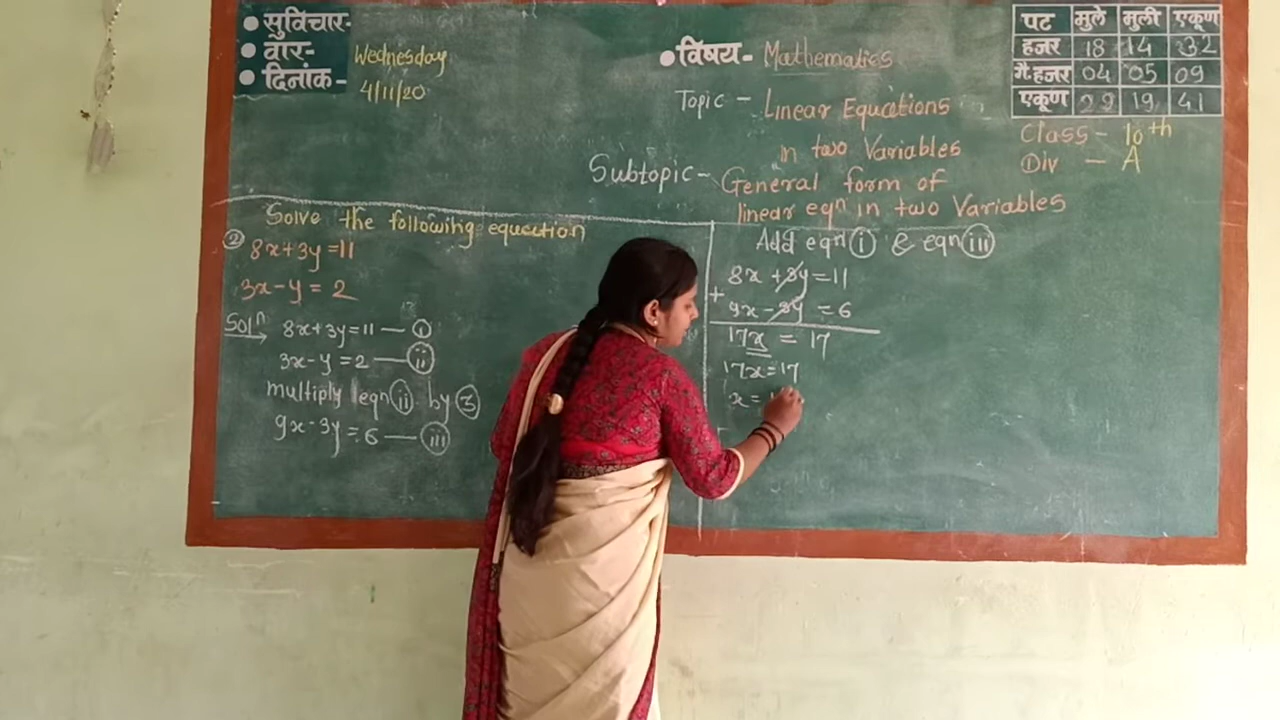 सुविचार-
वार- Wednesday
दिनांक- 4/11/20
विषय- Mathematics
Topic - Linear Equations
in two Variables
Subtopic - General form of
linear eqn in two Variables
पट मुले मुली एकूण
हजर 18 14 32
गैरहजर 04 05 09
एकूण 22 19 41
Class - 10th
Div - A
Solve the following equation
② 8x+3y=11
3x-y=2
Soln 8x+3y=11 — ⓘ
3x-y=2 — ⓘⓘ
multiply eqn ⓘⓘ by ③
9x-3y=6 — ⓘⓘⓘ
Add eqn ⓘ & eqn ⓘⓘⓘ
8x+3y=11
+ 9x-3y=6
17x = 17
17x=17
x=